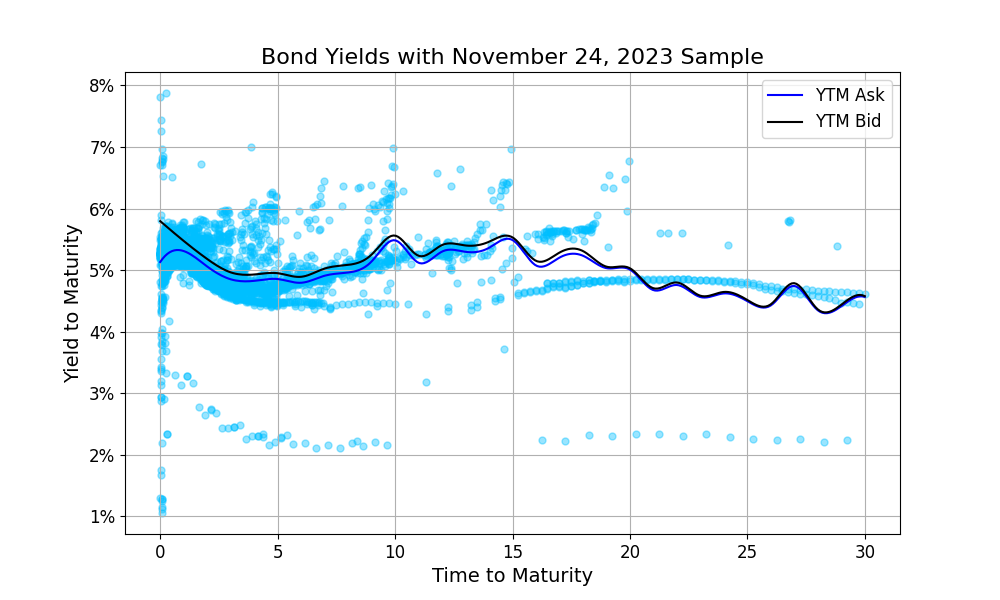 Bond Yields with November 24, 2023 Sample
YTM Ask
YTM Bid
Yield to Maturity
8%
7%
6%
5%
4%
3%
2%
1%
0 5 10 15 20 25 30
Time to Maturity